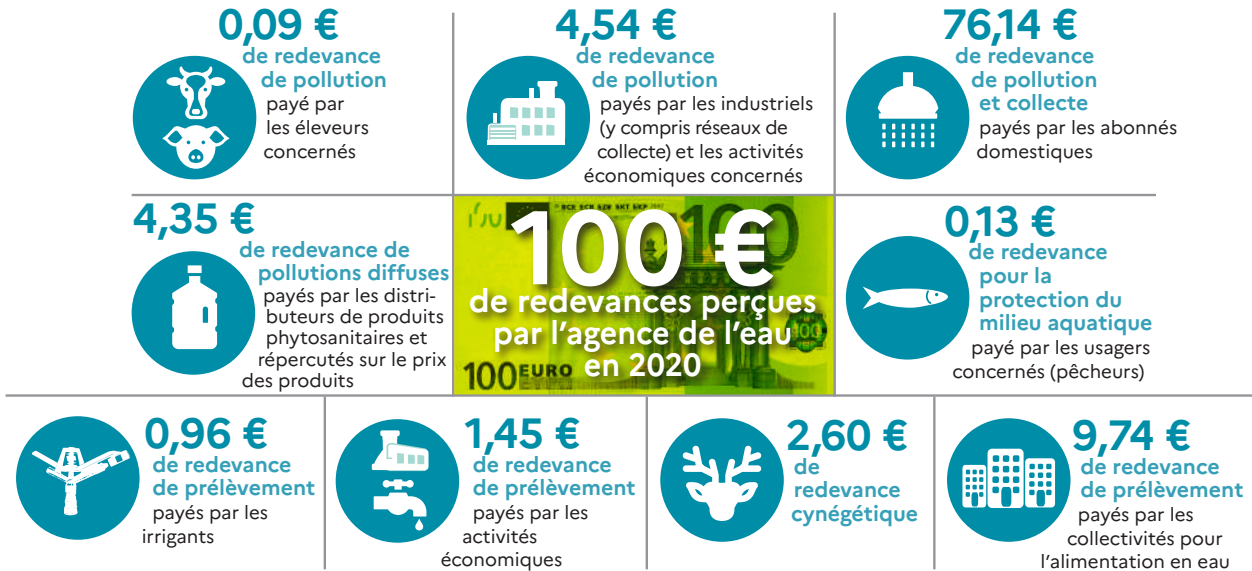 0,09 €
de redevance
de pollution
payé par
les éleveurs
concernés
4,54 €
de redevance
de pollution
payés par les industriels
(y compris réseaux de
collecte) et les activités
économiques concernés
76,14 €
de redevance
de pollution
et collecte
payés par les abonnés
domestiques
4,35 €
de redevance de
pollutions diffuses
payés par les distri-
buteurs de produits
phytosanitaires et
répercutés sur le prix
des produits
100 €
de redevances perçues
par l’agence de l’eau
en 2020
100
100
100 EURO
0,13 €
de redevance
pour la
protection du
milieu aquatique
payé par les usagers
concernés (pêcheurs)
0,96 €
de redevance
de prélèvement
payés par les
irrigants
1,45 €
de redevance
de prélèvement
payés par les
activités
économiques
2,60 €
de
redevance
cynégétique
9,74 €
de redevance
de prélèvement
payés par les
collectivités pour
l’alimentation en eau